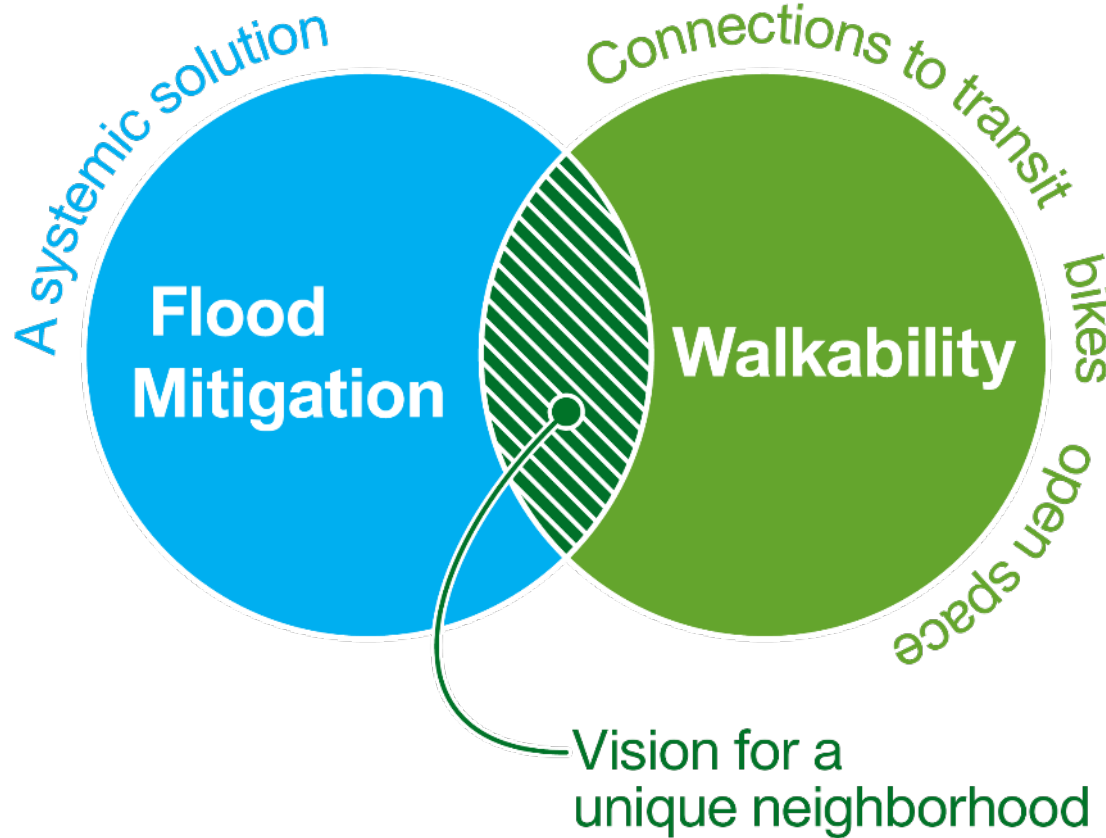 A systemic solution
Connections to transit
bikes
open space
Flood
Mitigation
Walkability
Vision for a
unique neighborhood